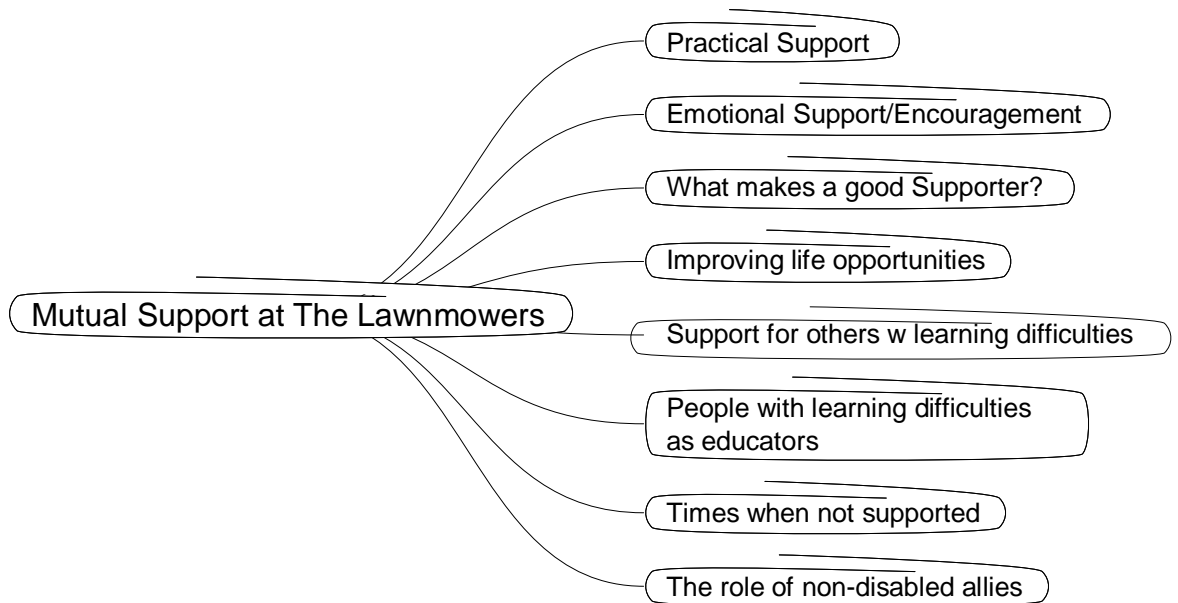 Practical Support
Emotional Support/Encouragement
What makes a good Supporter?
Improving life opportunities
Mutual Support at The Lawnmowers
Support for others w learning difficulties
People with learning difficulties
as educators
Times when not supported
The role of non-disabled allies